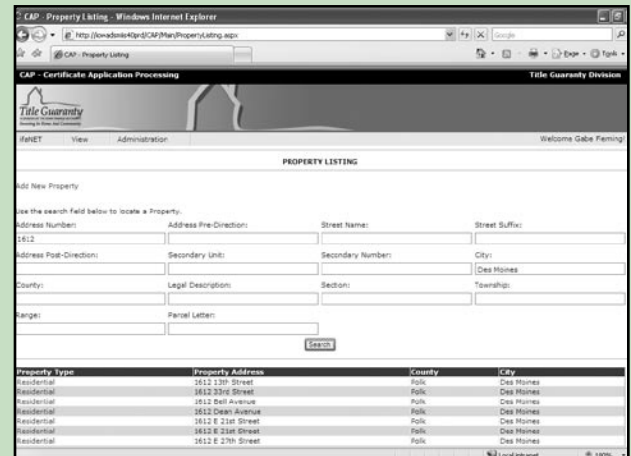 CAP - Property Listing - Windows Internet Explorer
http://iowadsmls40prd/CAP/Main/PropertyListing.aspx
Google
CAP - Property Listing
Page
Tools
CAP - Certificate Application Processing
Title Guaranty Division
Title Guaranty
ifaNET View Administration
Welcome Gabe Fleming!
PROPERTY LISTING
Add New Property
Use the search field below to locate a Property.
Address Number: Address Pre-Direction: Street Name: Street Suffix:
1612
Address Post-Direction: Secondary Unit: Secondary Number: City:
Des Moines
County: Legal Description: Section: Township:
Range: Parcel Letter:
Search
Property Type Property Address County City
Residential 1612 13th Street Polk Des Moines
Residential 1612 33rd Street Polk Des Moines
Residential 1612 Bell Avenue Polk Des Moines
Residential 1612 Dean Avenue Polk Des Moines
Residential 1612 E 21st Street Polk Des Moines
Residential 1612 E 21st Street Polk Des Moines
Residential 1612 E 27th Street Polk Des Moines
Local intranet 100%